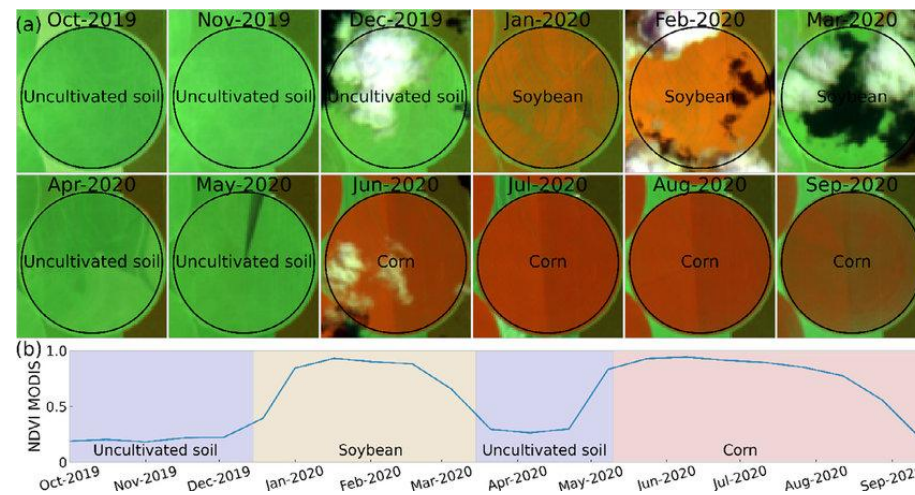 (a) Oct-2019 Nov-2019 Dec-2019 Jan-2020 Feb-2020 Mar-2020
Uncultivated soil Uncultivated soil Uncultivated soil Soybean Soybean Soybean
Apr-2020 May-2020 Jun-2020 Jul-2020 Aug-2020 Sep-2020
Uncultivated soil Uncultivated soil Corn Corn Corn Corn
(b)
NDVI MODIS
1.0
0.5
0
Uncultivated soil Soybean Uncultivated soil Corn
Oct-2019 Nov-2019 Dec-2019 Jan-2020 Feb-2020 Mar-2020 Apr-2020 May-2020 Jun-2020 Jul-2020 Aug-2020 Sep-2020